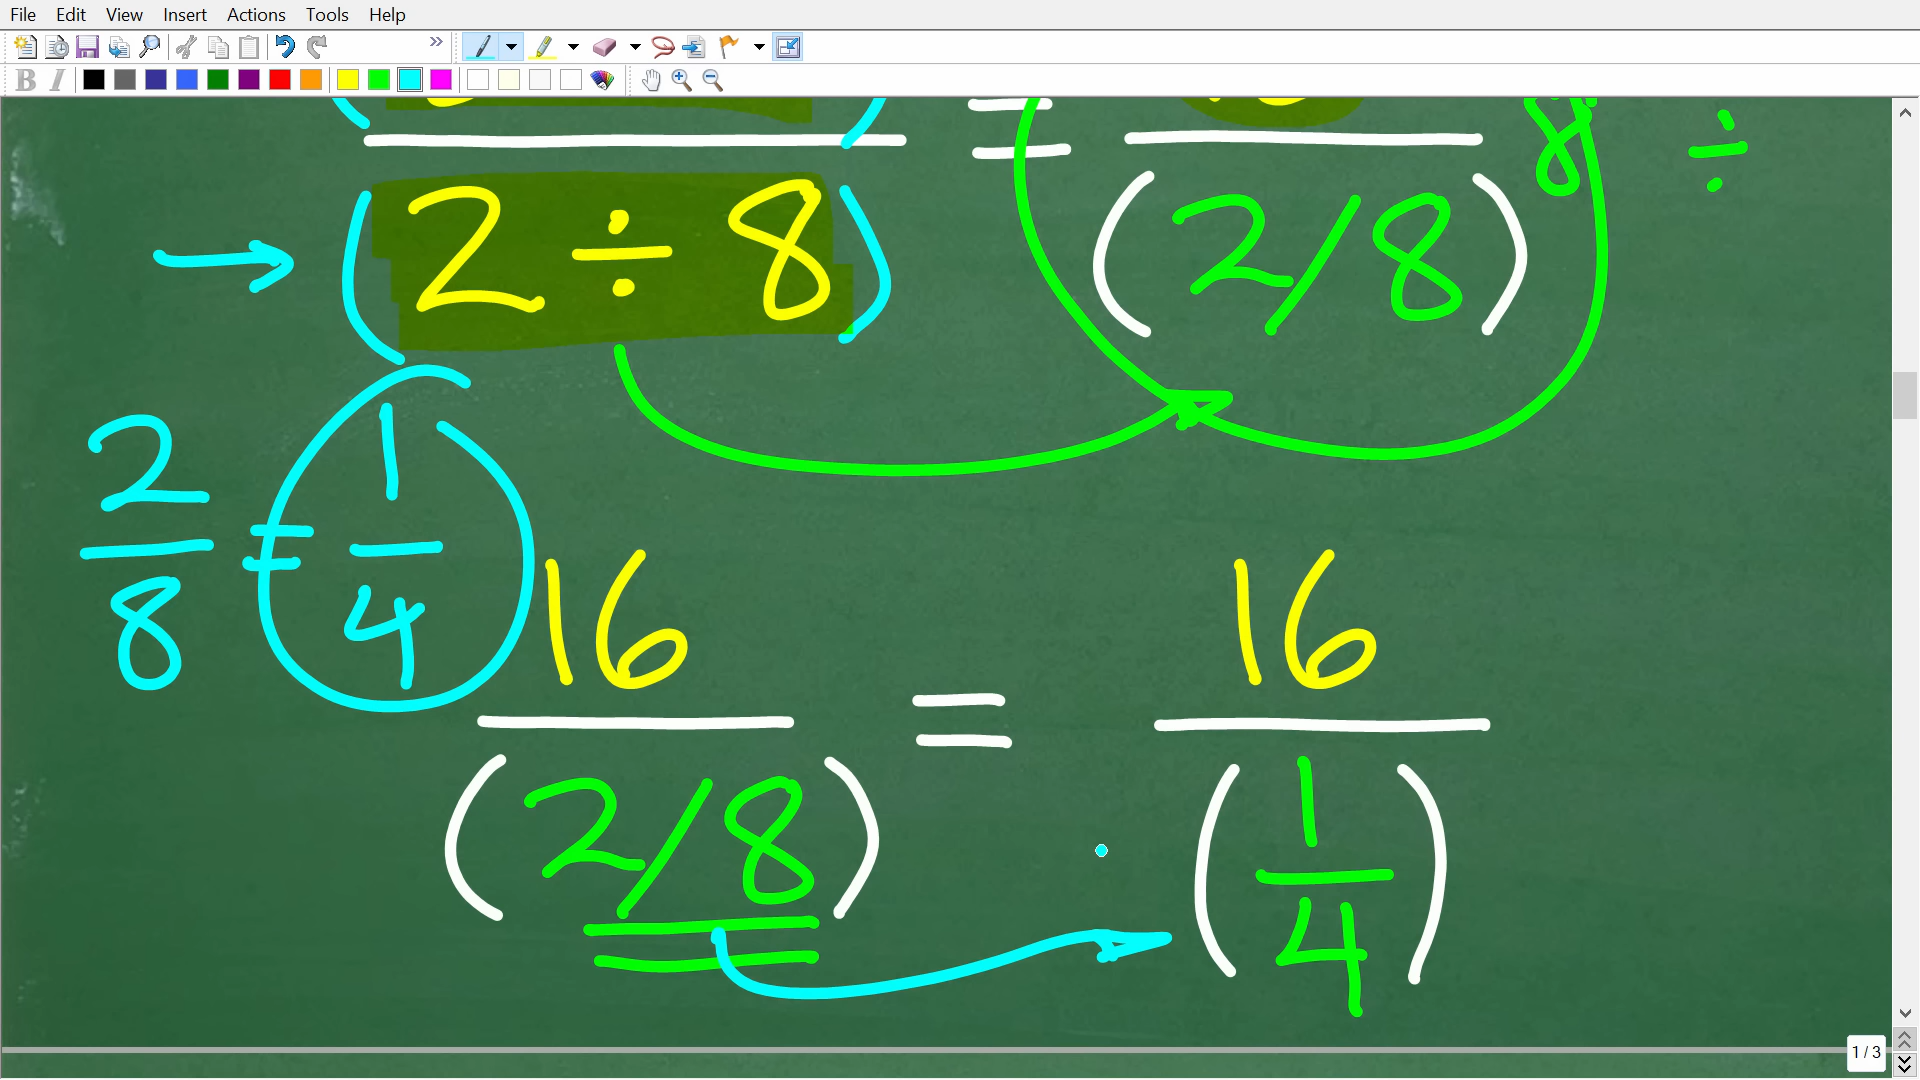 File Edit View Insert Actions Tools Help
B I
(2 ÷ 8) = (2/8) 8 ÷
2/8 = 1/4
16/(2/8) = 16/(1/4)
1 / 3